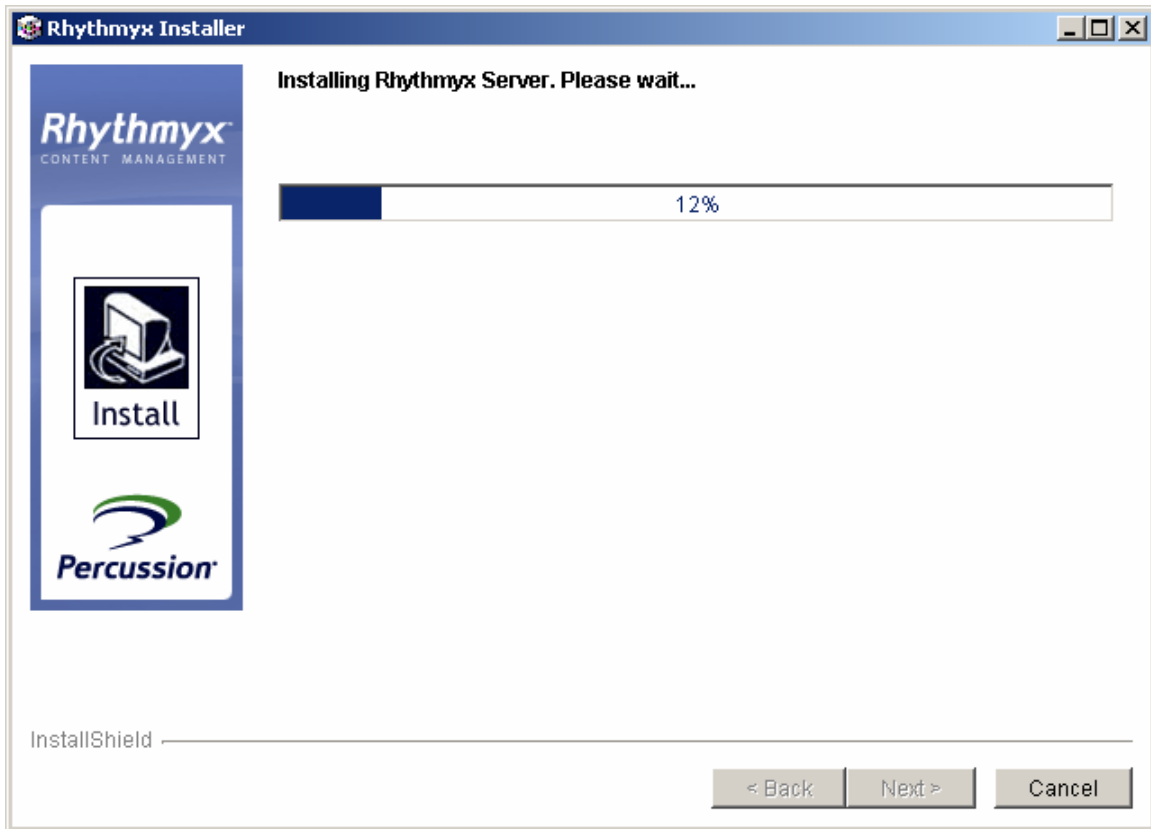 Rhythmyx Installer
Rhythmyx
CONTENT MANAGEMENT
Install
Percussion
Installing Rhythmyx Server. Please wait...
12%
InstallShield
< Back
Next >
Cancel